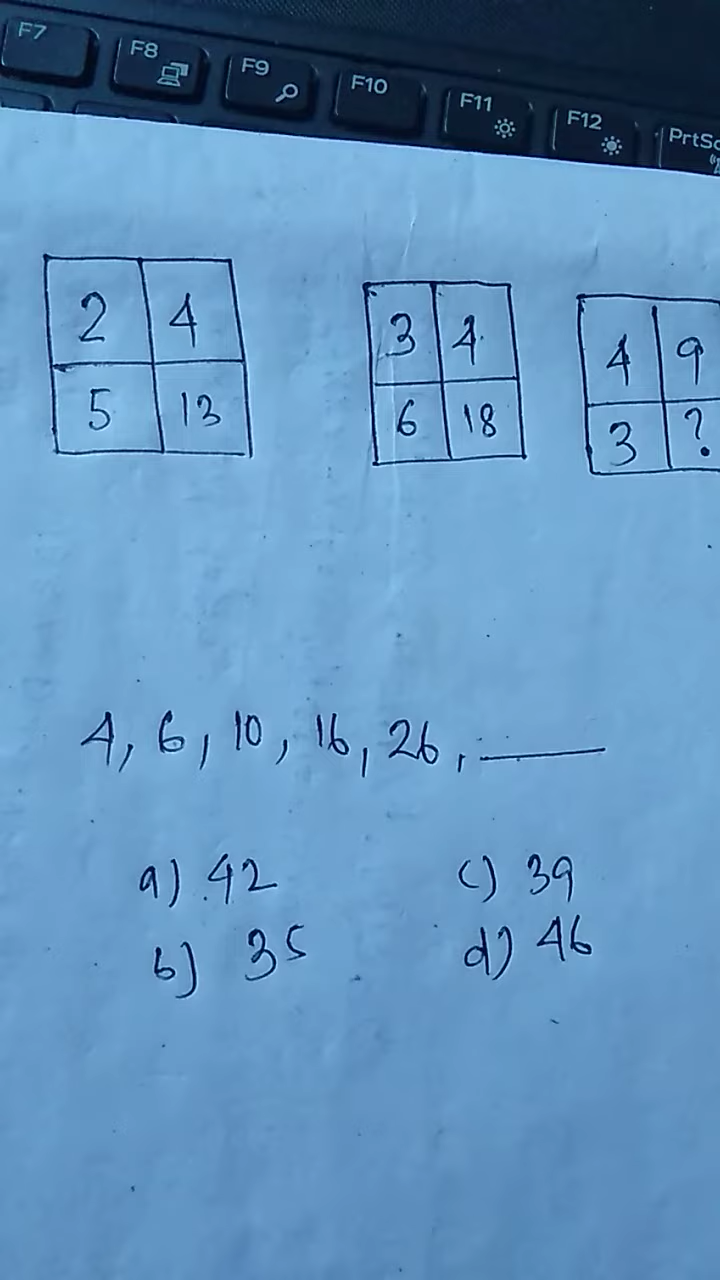 F7 F8 F9 F10 F11 F12 PrtSc
2 4 3 4 4 9
5 13 6 18 3 ?
4, 6, 10, 16, 26, ____
a) 42 c) 39
b) 35 d) 46